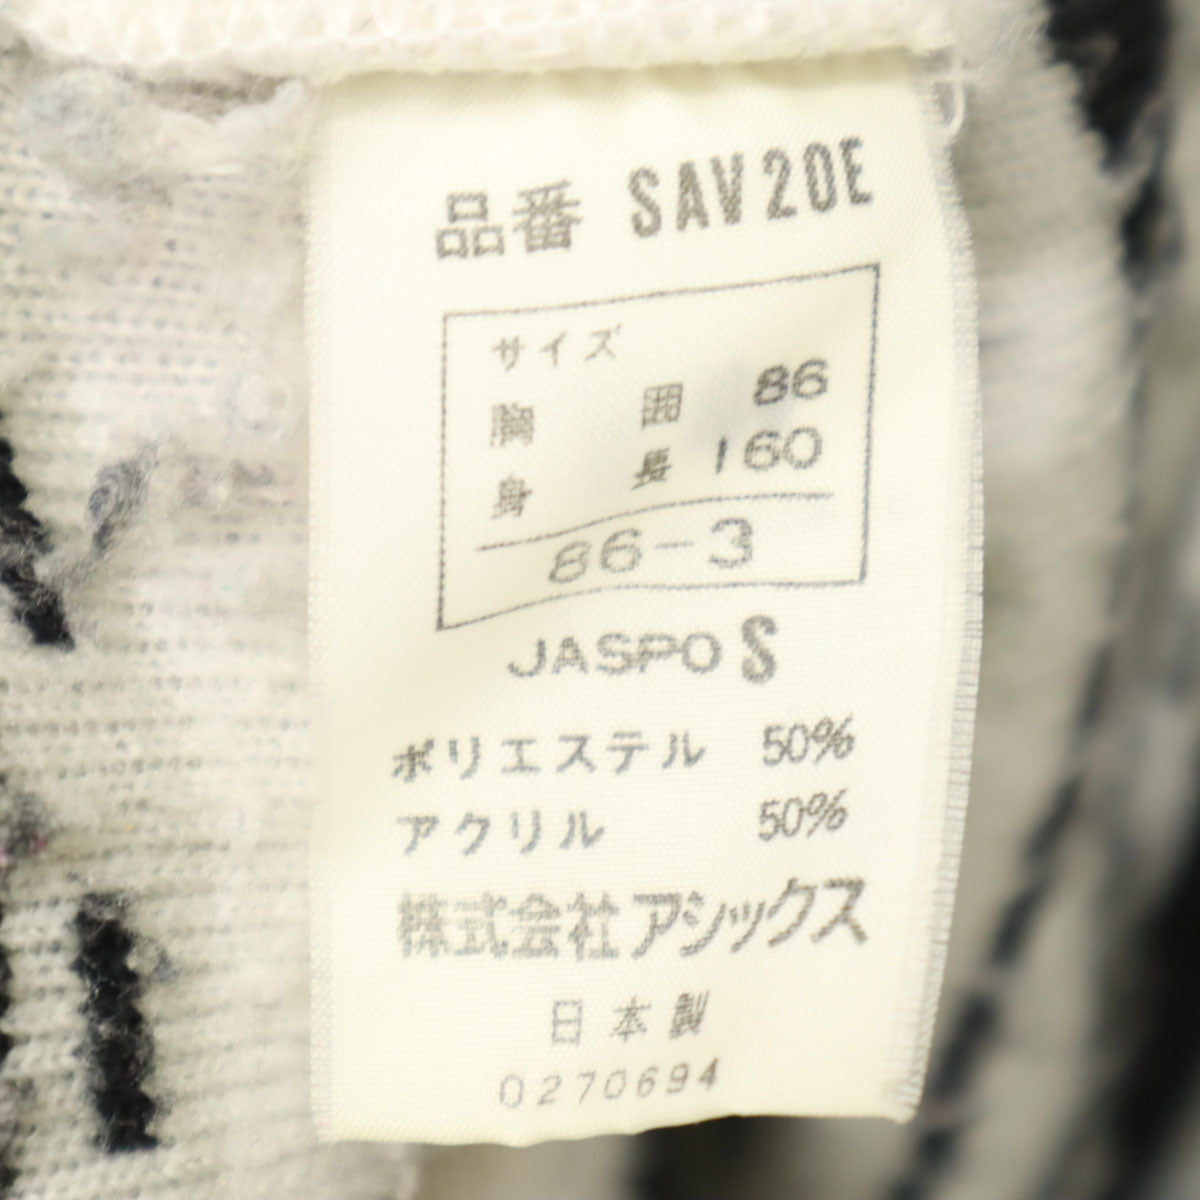 品番 SAV20E
サイズ
胸囲 86
身長 160
86-3
JASPO S
ポリエステル 50%
アクリル 50%
株式会社アシックス
日本製
0270694